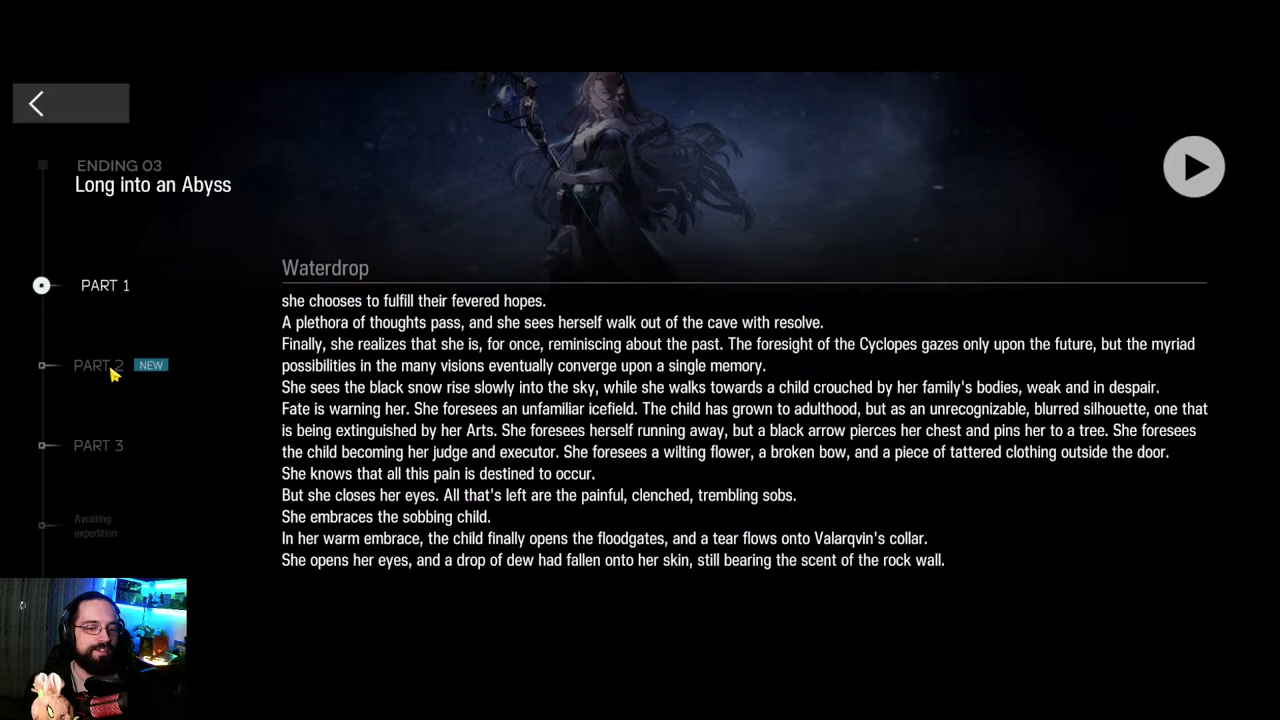 ENDING 03
Long into an Abyss
PART 1
PART 2 NEW
PART 3
Awaiting
expedition
Waterdrop
she chooses to fulfill their fevered hopes.
A plethora of thoughts pass, and she sees herself walk out of the cave with resolve.
Finally, she realizes that she is, for once, reminiscing about the past. The foresight of the Cyclopes gazes only upon the future, but the myriad
possibilities in the many visions eventually converge upon a single memory.
She sees the black snow rise slowly into the sky, while she walks towards a child crouched by her family's bodies, weak and in despair.
Fate is warning her. She foresees an unfamiliar icefield. The child has grown to adulthood, but as an unrecognizable, blurred silhouette, one that
is being extinguished by her Arts. She foresees herself running away, but a black arrow pierces her chest and pins her to a tree. She foresees
the child becoming her judge and executor. She foresees a wilting flower, a broken bow, and a piece of tattered clothing outside the door.
She knows that all this pain is destined to occur.
But she closes her eyes. All that's left are the painful, clenched, trembling sobs.
She embraces the sobbing child.
In her warm embrace, the child finally opens the floodgates, and a tear flows onto Valarqvin's collar.
She opens her eyes, and a drop of dew had fallen onto her skin, still bearing the scent of the rock wall.